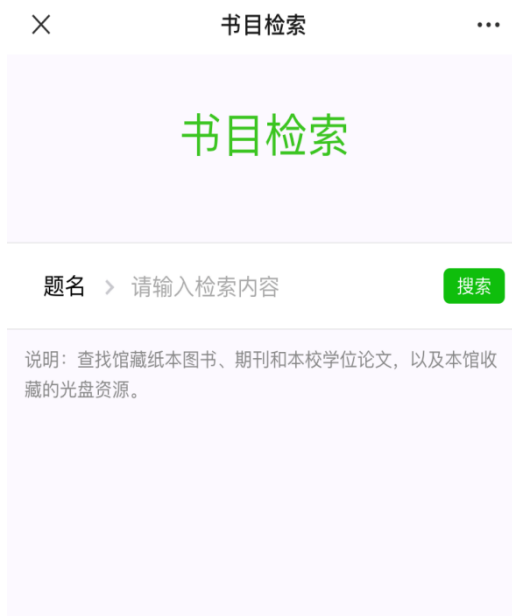 书目检索
书目检索
题名 请输入检索内容 搜索
说明：查找馆藏纸本图书、期刊和本校学位论文，以及本馆收
藏的光盘资源。